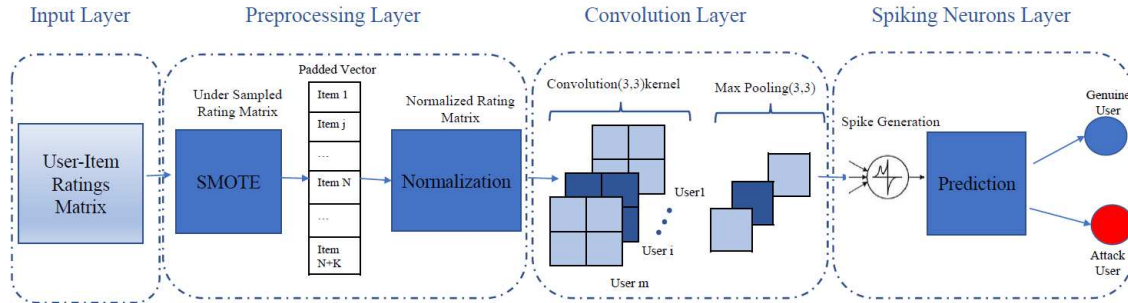 Input Layer
Preprocessing Layer
Convolution Layer
Spiking Neurons Layer
User-Item
Ratings
Matrix
Under Sampled
Rating Matrix
SMOTE
Padded Vector
Item 1
Item j
...
Item N
...
Item
N+K
Normalized Rating
Matrix
Normalization
Convolution(3,3)kernel
User1
User i
User m
Max Pooling(3,3)
Spike Generation
Prediction
Genuine
User
Attack
User